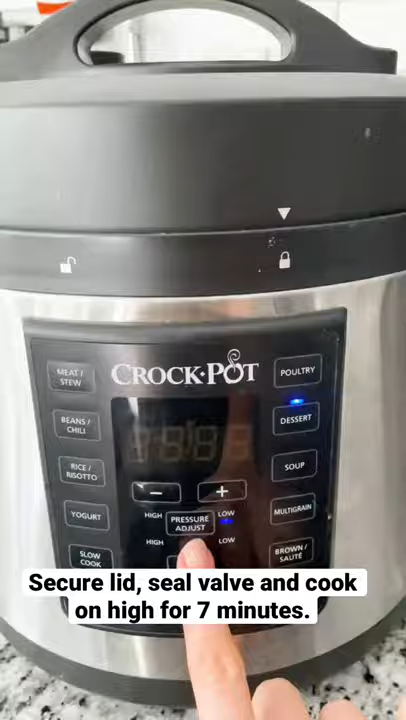 CROCK-POT
MEAT /
STEW
BEANS /
CHILI
RICE /
RISOTTO
YOGURT
SLOW
COOK
POULTRY
DESSERT
SOUP
MULTIGRAIN
BROWN /
SAUTÉ
HIGH
PRESSURE
ADJUST
LOW
HIGH
LOW
Secure lid, seal valve and cook
on high for 7 minutes.